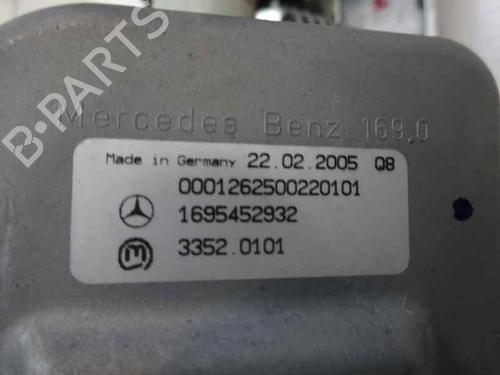 B-PARTS
Mercedes Benz 169.0
Made in Germany 22.02.2005 Q8
0001262500220101
1695452932
3352.0101